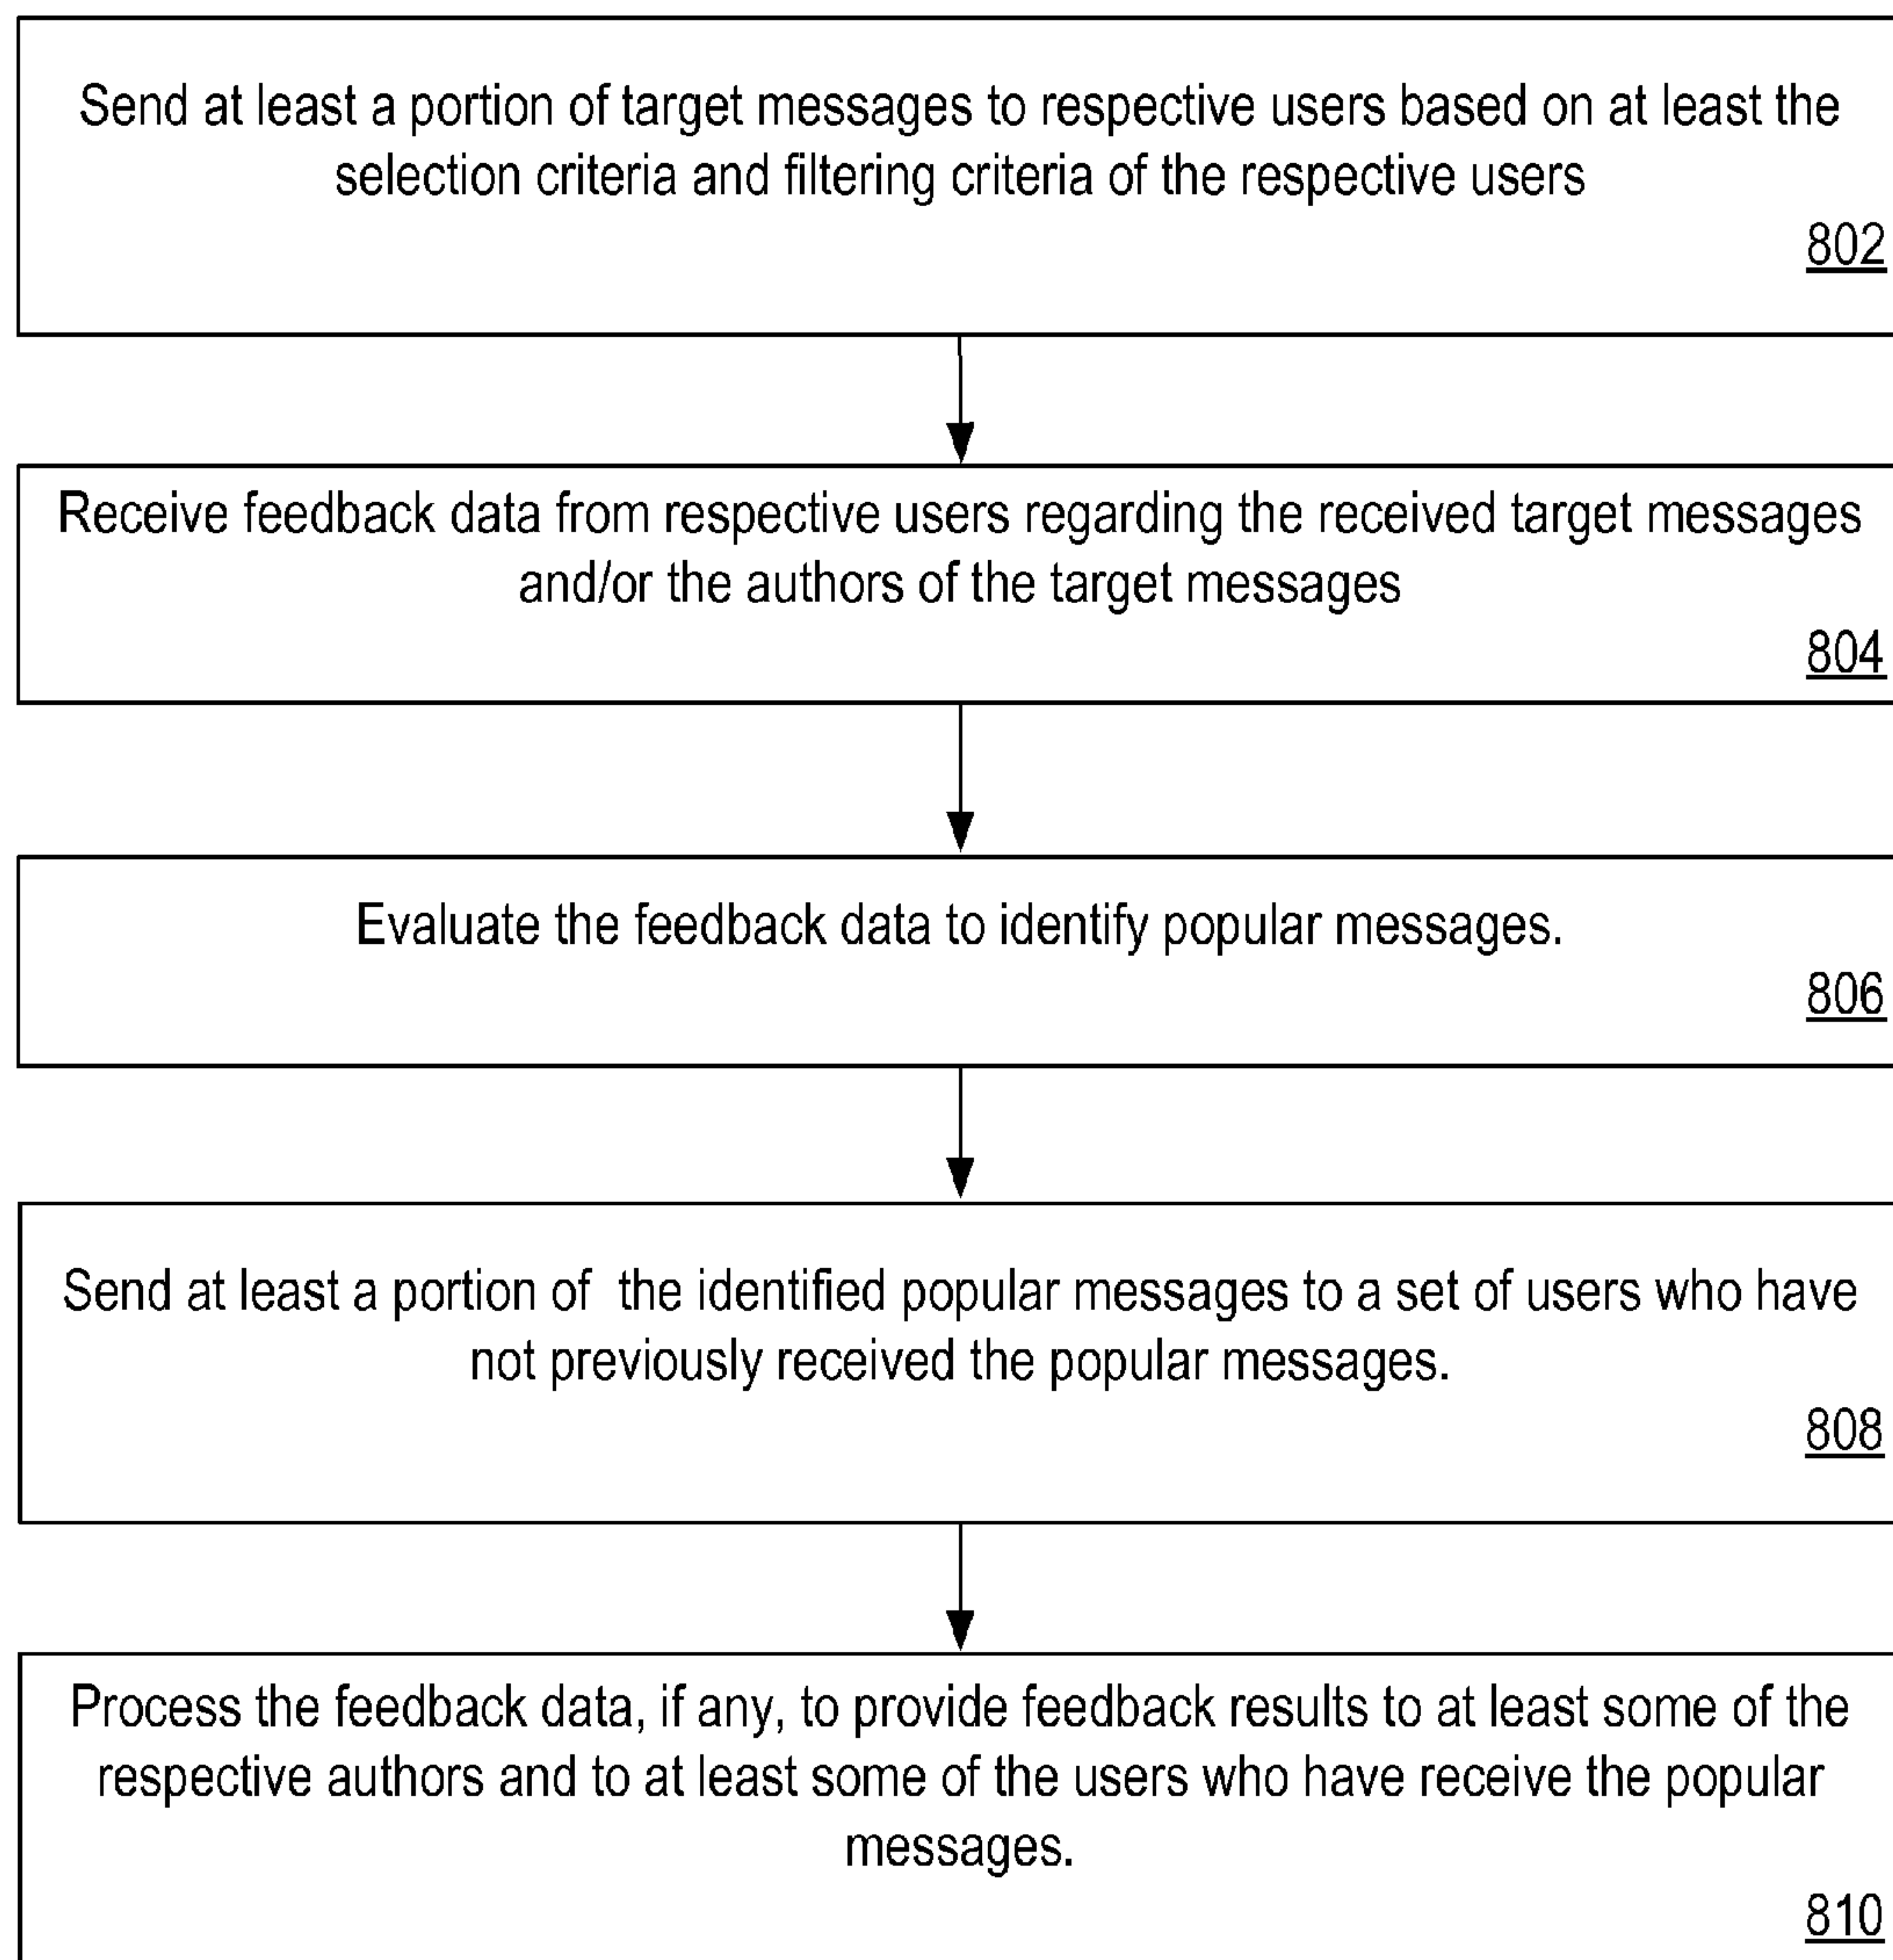 Send at least a portion of target messages to respective users based on at least the
selection criteria and filtering criteria of the respective users
802
Receive feedback data from respective users regarding the received target messages
and/or the authors of the target messages
804
Evaluate the feedback data to identify popular messages.
806
Send at least a portion of the identified popular messages to a set of users who have
not previously received the popular messages.
808
Process the feedback data, if any, to provide feedback results to at least some of the
respective authors and to at least some of the users who have receive the popular
messages.
810